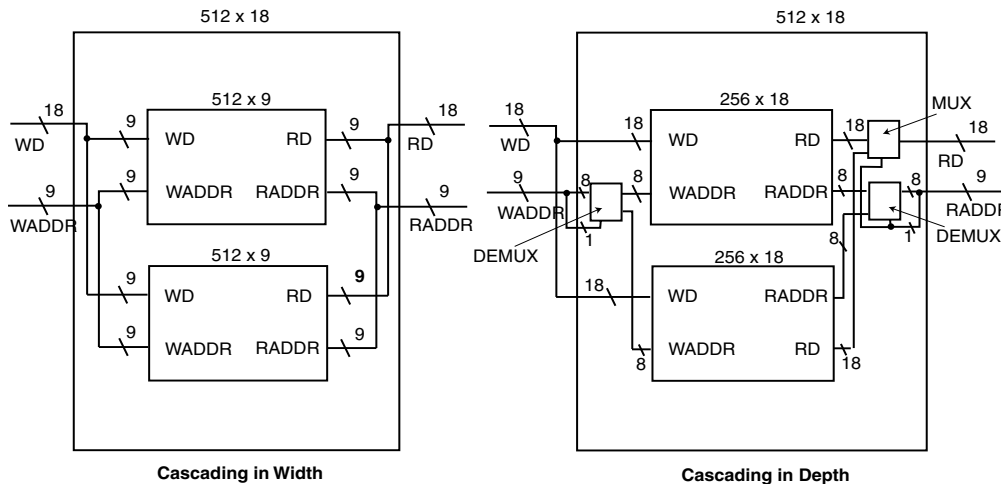 512 x 18
512 x 9
18
WD
9
WD
RD
9
18
RD
9
WADDR
9
WADDR
RADDR
9
9
RADDR
512 x 9
9
WD
RD
9
9
WADDR
RADDR
9
Cascading in Width
512 x 18
256 x 18
MUX
18
WD
18
WD
RD
18
18
RD
9
WADDR
8
8
WADDR
RADDR
8
8
9
RADDR
1
DEMUX
8
1
DEMUX
256 x 18
18
WD
RADDR
8
WADDR
RD
18
Cascading in Depth